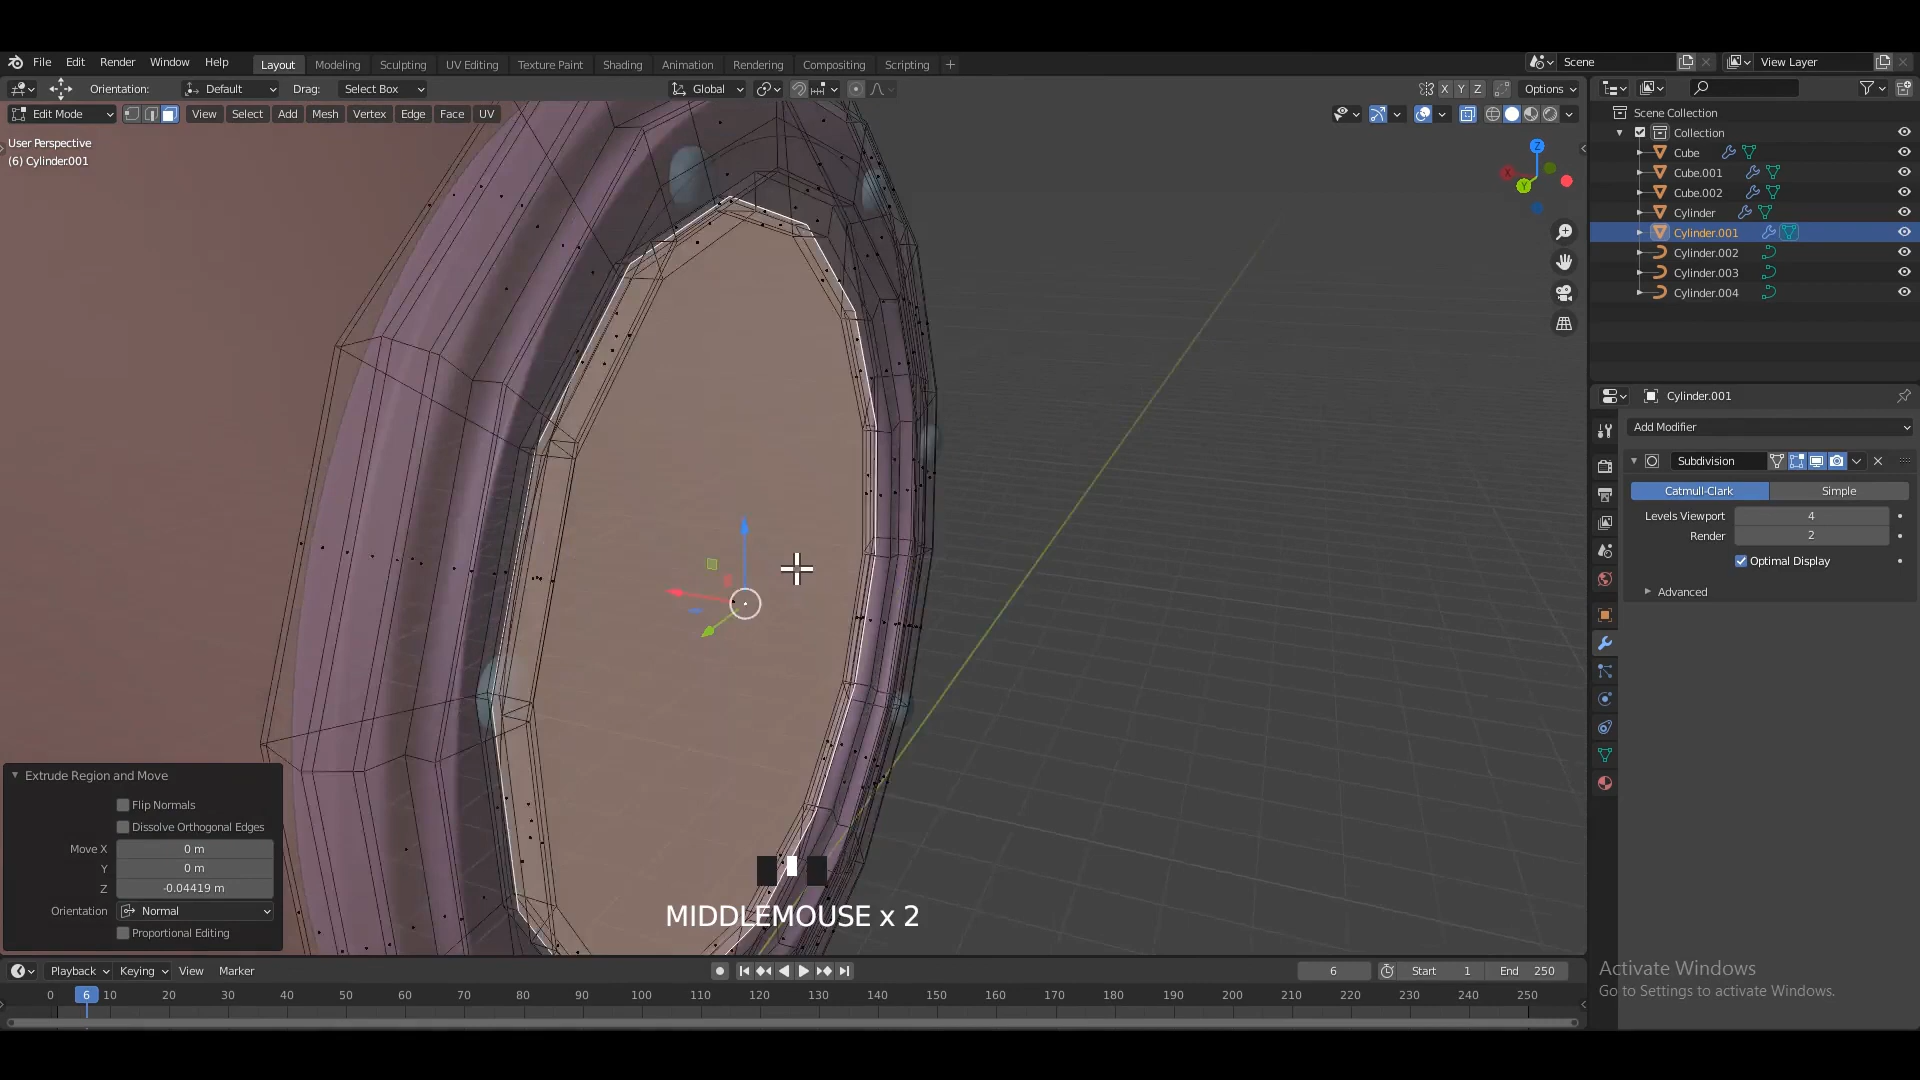 File Edit Render Window Help Layout Modeling Sculpting UV Editing Texture Paint Shading Animation Rendering Compositing Scripting + Scene View Layer
Orientation: Default Drag: Select Box Global X Y Z Options
Edit Mode View Select Add Mesh Vertex Edge Face UV
User Perspective
(6) Cylinder.001
Z
X
Y
Scene Collection
Collection
Cube
Cube.001
Cube.002
Cylinder
Cylinder.001
Cylinder.002
Cylinder.003
Cylinder.004
Cylinder.001
Add Modifier
Subdivision
Catmull-Clark Simple
Levels Viewport 4
Render 2
Optimal Display
Advanced
Extrude Region and Move
Flip Normals
Dissolve Orthogonal Edges
Move X 0 m
Y 0 m
Z -0.04419 m
Orientation Normal
Proportional Editing
MIDDLEMOUSE x 2
Playback Keying View Marker 6 Start 1 End 250
0 6 10 20 30 40 50 60 70 80 90 100 110 120 130 140 150 160 170 180 190 200 210 220 230 240 250
Activate Windows
Go to Settings to activate Windows.